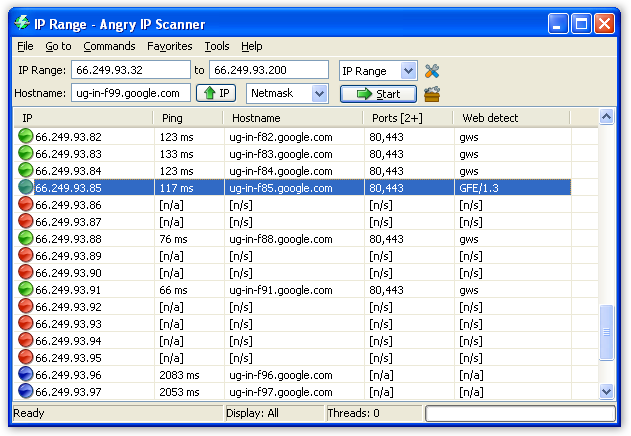 IP Range - Angry IP Scanner
File Go to Commands Favorites Tools Help
IP Range: 66.249.93.32 to 66.249.93.200 IP Range
Hostname: ug-in-f99.google.com IP Netmask Start
IP Ping Hostname Ports [2+] Web detect
66.249.93.82 123 ms ug-in-f82.google.com 80,443 gws
66.249.93.83 133 ms ug-in-f83.google.com 80,443 gws
66.249.93.84 123 ms ug-in-f84.google.com 80,443 gws
66.249.93.85 117 ms ug-in-f85.google.com 80,443 GFE/1.3
66.249.93.86 [n/a] [n/s] [n/s] [n/s]
66.249.93.87 [n/a] [n/s] [n/s] [n/s]
66.249.93.88 76 ms ug-in-f88.google.com 80,443 gws
66.249.93.89 [n/a] [n/s] [n/s] [n/s]
66.249.93.90 [n/a] [n/s] [n/s] [n/s]
66.249.93.91 66 ms ug-in-f91.google.com 80,443 gws
66.249.93.92 [n/a] [n/s] [n/s] [n/s]
66.249.93.93 [n/a] [n/s] [n/s] [n/s]
66.249.93.94 [n/a] [n/s] [n/s] [n/s]
66.249.93.95 [n/a] [n/s] [n/s] [n/s]
66.249.93.96 2083 ms ug-in-f96.google.com [n/a] [n/a]
66.249.93.97 2053 ms ug-in-f97.google.com [n/a] [n/a]
Ready Display: All Threads: 0